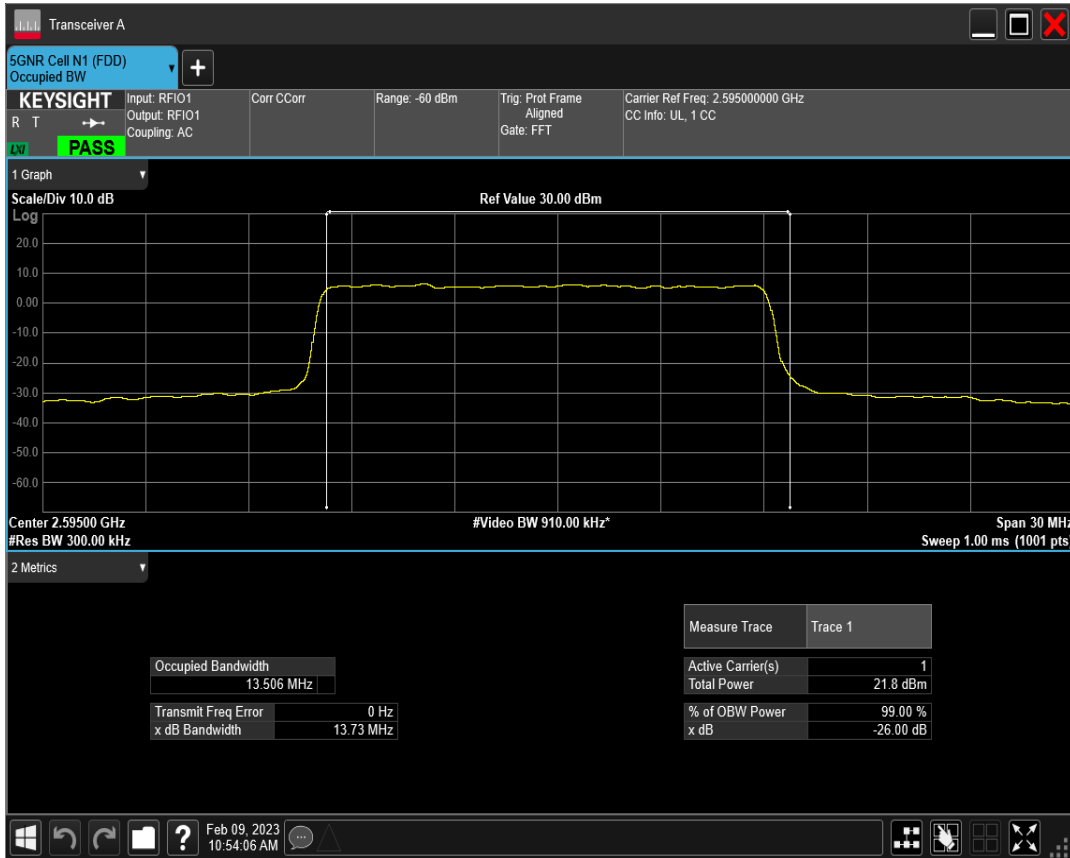 Transceiver A
5GNR Cell N1 (FDD)
Occupied BW
+
KEYSIGHT
R T
LXI
PASS
Input: RFIO1
Output: RFIO1
Coupling: AC
Corr CCorr
Range: -60 dBm
Trig: Prot Frame
Aligned
Gate: FFT
Carrier Ref Freq: 2.595000000 GHz
CC Info: UL, 1 CC
1 Graph
Scale/Div 10.0 dB
Ref Value 30.00 dBm
Log
20.0
10.0
0.00
-10.0
-20.0
-30.0
-40.0
-50.0
-60.0
Center 2.59500 GHz
#Video BW 910.00 kHz*
Span 30 MHz
#Res BW 300.00 kHz
Sweep 1.00 ms (1001 pts)
2 Metrics
Measure Trace Trace 1
Occupied Bandwidth
13.506 MHz
Active Carrier(s) 1
Total Power 21.8 dBm
Transmit Freq Error 0 Hz
x dB Bandwidth 13.73 MHz
% of OBW Power 99.00 %
x dB -26.00 dB
?
Feb 09, 2023
10:54:06 AM